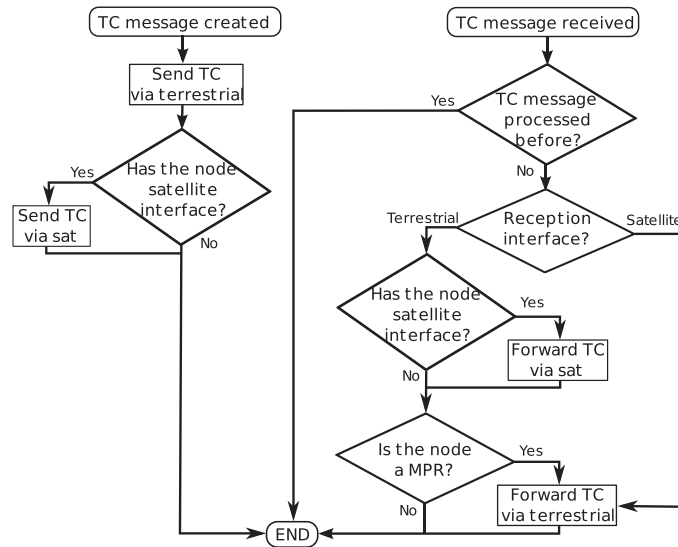 TC message created
Send TC
via terrestrial
Has the node
satellite
interface?
Yes
Send TC
via sat
No
TC message received
TC message
processed
before?
Yes
No
Reception
interface?
Terrestrial
Satellite
Has the node
satellite
interface?
Yes
Forward TC
via sat
No
Is the node
a MPR?
Yes
Forward TC
via terrestrial
No
END